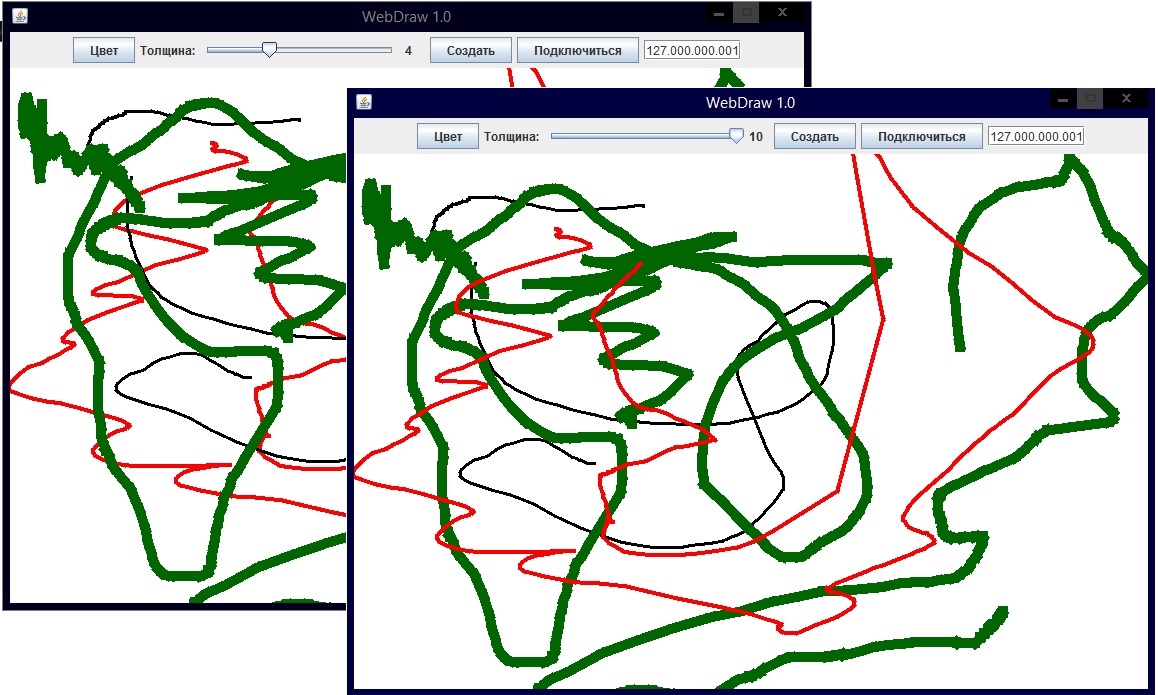 WebDraw 1.0
Цвет Толщина: 4 Создать Подключиться 127.000.000.001
WebDraw 1.0
Цвет Толщина: 10 Создать Подключиться 127.000.000.001